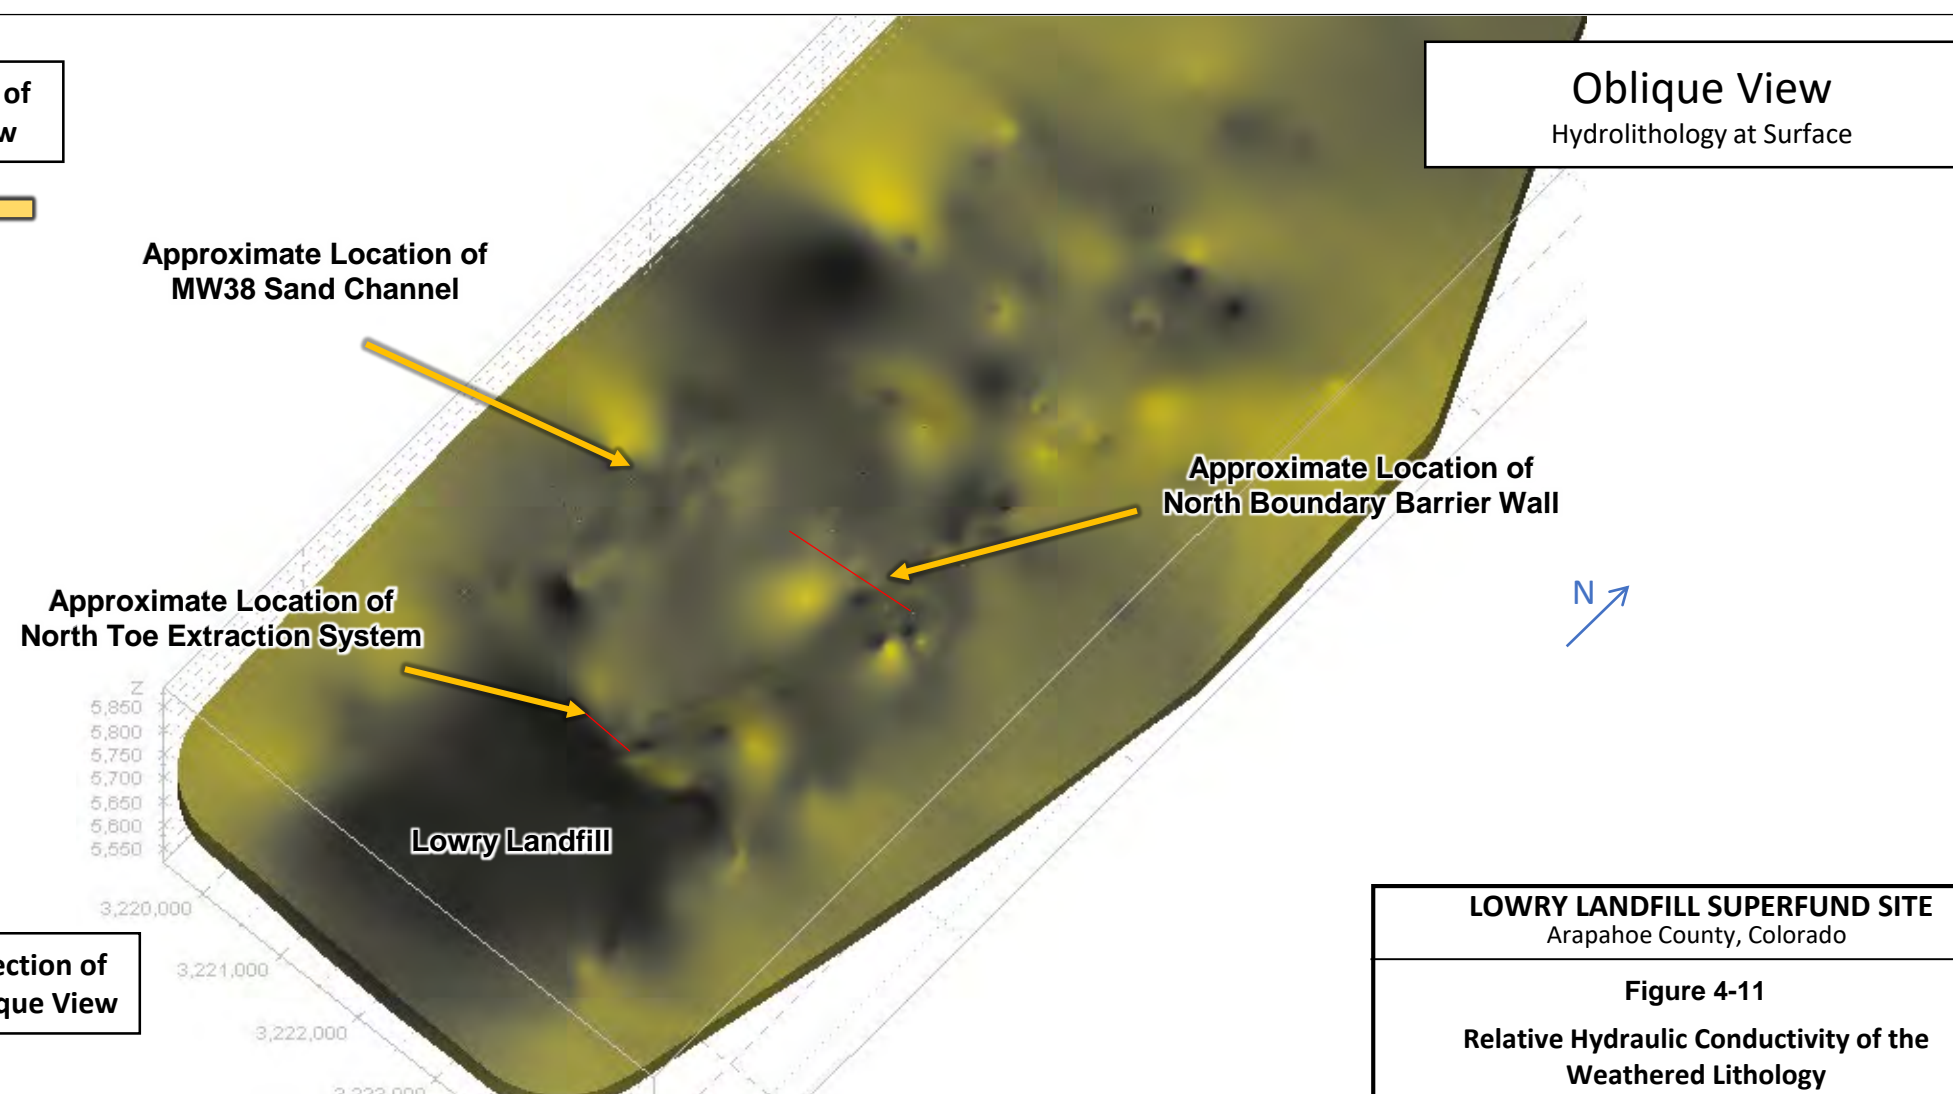 of
w
Oblique View
Hydrolithology at Surface
Approximate Location of
MW38 Sand Channel
Approximate Location of
North Boundary Barrier Wall
Approximate Location of
North Toe Extraction System
N
Z
5,850
5,800
5,750
5,700
5,650
5,600
5,550
Lowry Landfill
3,220,000
3,221,000
3,222,000
3,223,000
ection of
que View
LOWRY LANDFILL SUPERFUND SITE
Arapahoe County, Colorado
Figure 4-11
Relative Hydraulic Conductivity of the
Weathered Lithology